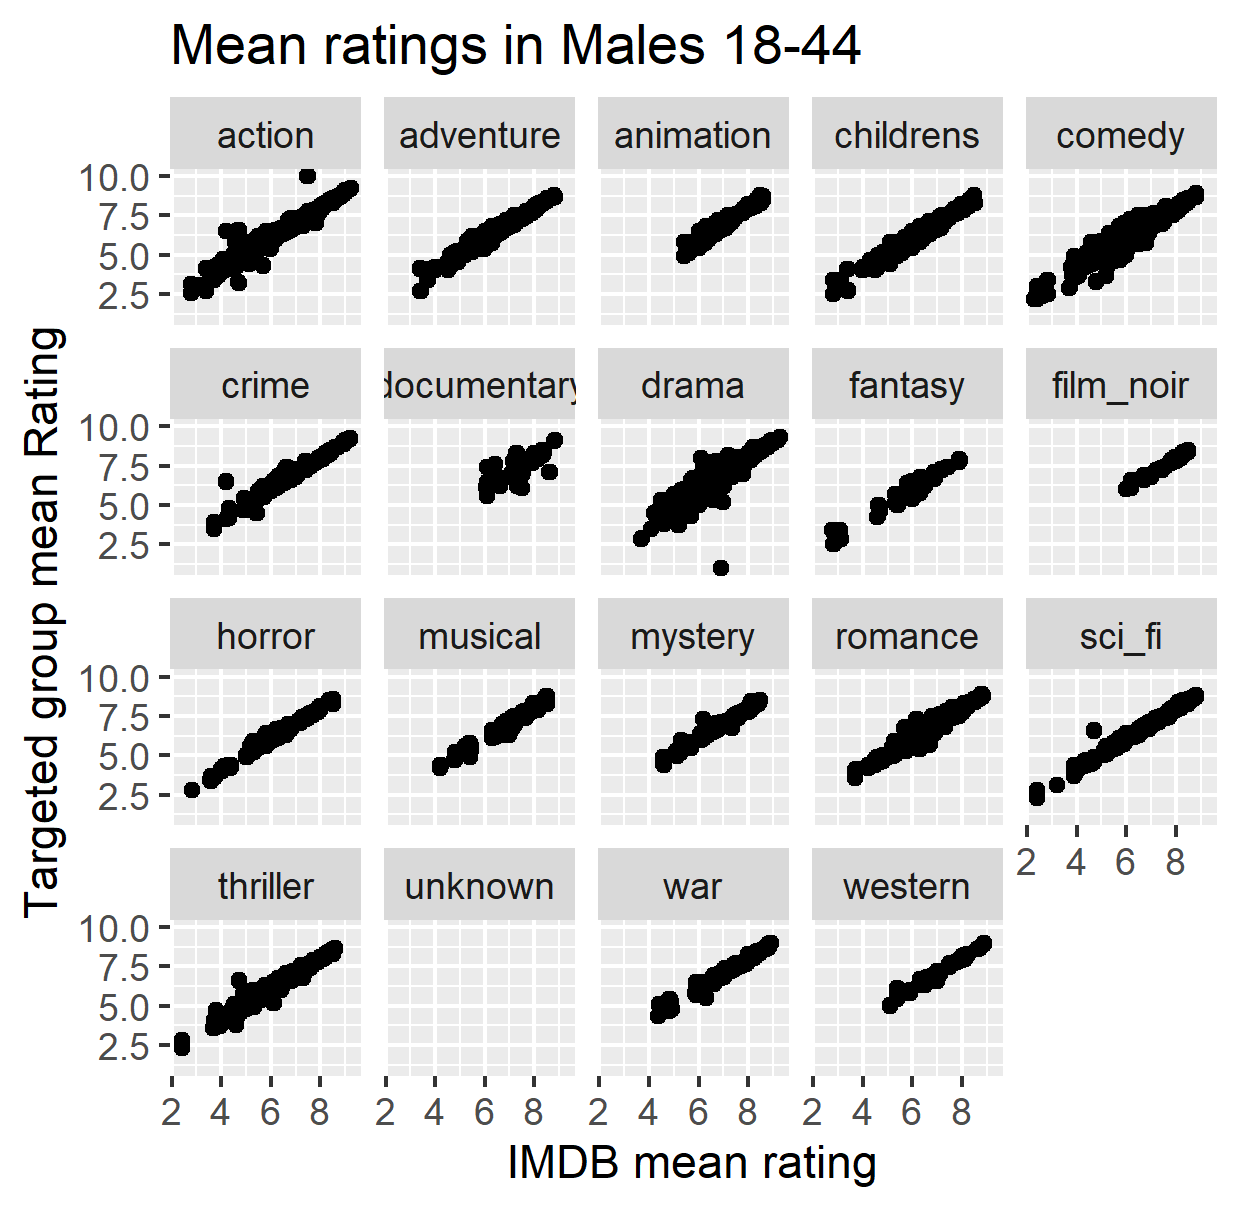 Mean ratings in Males 18-44
action adventure animation childrens comedy
10.0
7.5
5.0
2.5
crime documentary drama fantasy film_noir
10.0
7.5
5.0
2.5
Targeted group mean Rating
horror musical mystery romance sci_fi
10.0
7.5
5.0
2.5
2 4 6 8
thriller unknown war western
10.0
7.5
5.0
2.5
2 4 6 8 2 4 6 8 2 4 6 8 2 4 6 8
IMDB mean rating